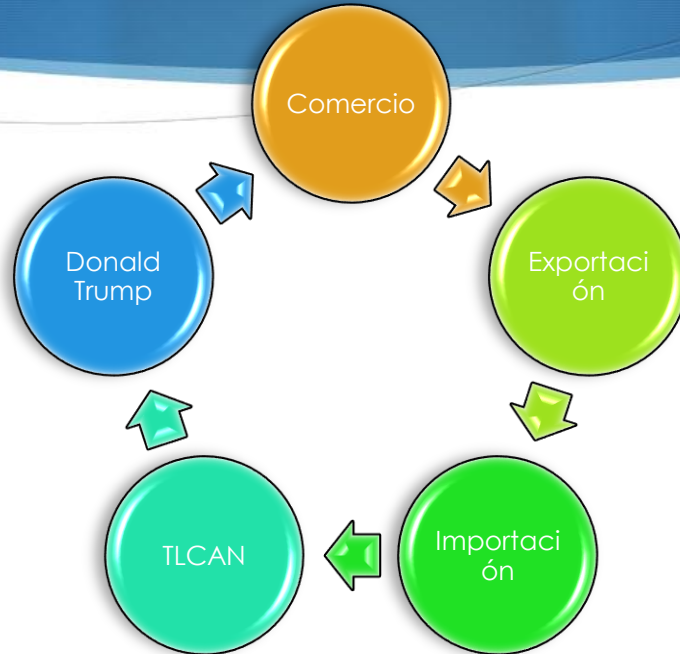 Comercio
Exportaci
ón
Importaci
ón
TLCAN
Donald
Trump